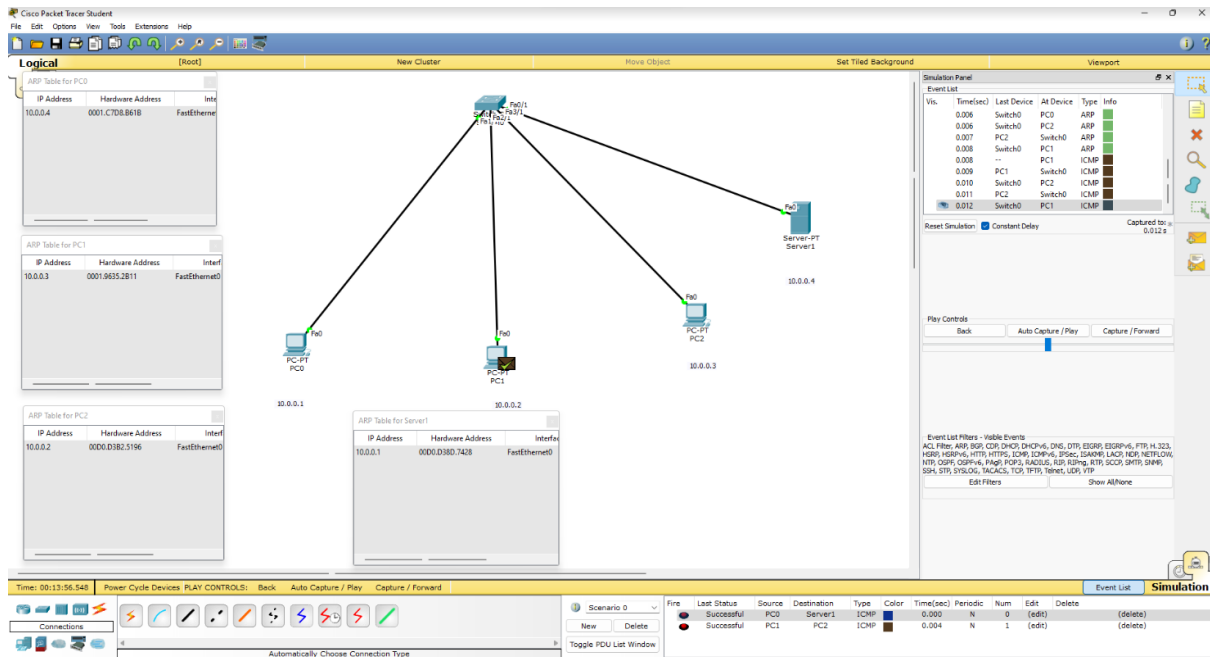 Cisco Packet Tracer Student
File Edit Options View Tools Extensions Help
Logical [Root] New Cluster Move Object Set Tiled Background Viewport
ARP Table for PC0
IP Address Hardware Address Inte
10.0.0.4 0001.C7D8.B61B FastEtherne
ARP Table for PC1
IP Address Hardware Address Interf
10.0.0.3 0001.9635.2B11 FastEthernet0
ARP Table for PC2
IP Address Hardware Address Interf
10.0.0.2 00D0.D3B2.5196 FastEthernet0
ARP Table for Server1
IP Address Hardware Address Interfac
10.0.0.1 00D0.D38D.7428 FastEthernet0
Fa0/1
Fa3/1
Fa1/1 Fa2/1
Fa0
Server-PT
Server1
10.0.0.4
Fa0
PC-PT
PC0
10.0.0.1
Fa0
PC-PT
PC1
10.0.0.2
Fa0
PC-PT
PC2
10.0.0.3
Simulation Panel
Event List
Vis. Time(sec) Last Device At Device Type Info
0.006 Switch0 PC0 ARP
0.006 Switch0 PC2 ARP
0.007 PC2 Switch0 ARP
0.008 Switch0 PC1 ARP
0.008 -- PC1 ICMP
0.009 PC1 Switch0 ICMP
0.010 Switch0 PC2 ICMP
0.011 PC2 Switch0 ICMP
0.012 Switch0 PC1 ICMP
Reset Simulation Constant Delay Captured to:
0.012 s
Play Controls
Back Auto Capture / Play Capture / Forward
Event List Filters - Visible Events
ACL Filter, ARP, BGP, CDP, DHCP, DHCPv6, DNS, DTP, EIGRP, EIGRPv6, FTP, H.323,
HSRP, HSRPv6, HTTP, HTTPS, ICMP, ICMPv6, IPSec, ISAKMP, LACP, NDP, NETFLOW,
NTP, OSPF, OSPFv6, PAgP, POP3, RADIUS, RIP, RIPng, RTP, SCCP, SMTP, SNMP,
SSH, STP, SYSLOG, TACACS, TCP, TFTP, Telnet, UDP, VTP
Edit Filters Show All/None
Time: 00:13:56.548 Power Cycle Devices PLAY CONTROLS: Back Auto Capture / Play Capture / Forward Event List Simulation
Connections
Automatically Choose Connection Type
Scenario 0
New Delete
Toggle PDU List Window
Fire Last Status Source Destination Type Color Time(sec) Periodic Num Edit Delete
Successful PC0 Server1 ICMP 0.000 N 0 (edit) (delete)
Successful PC1 PC2 ICMP 0.004 N 1 (edit) (delete)